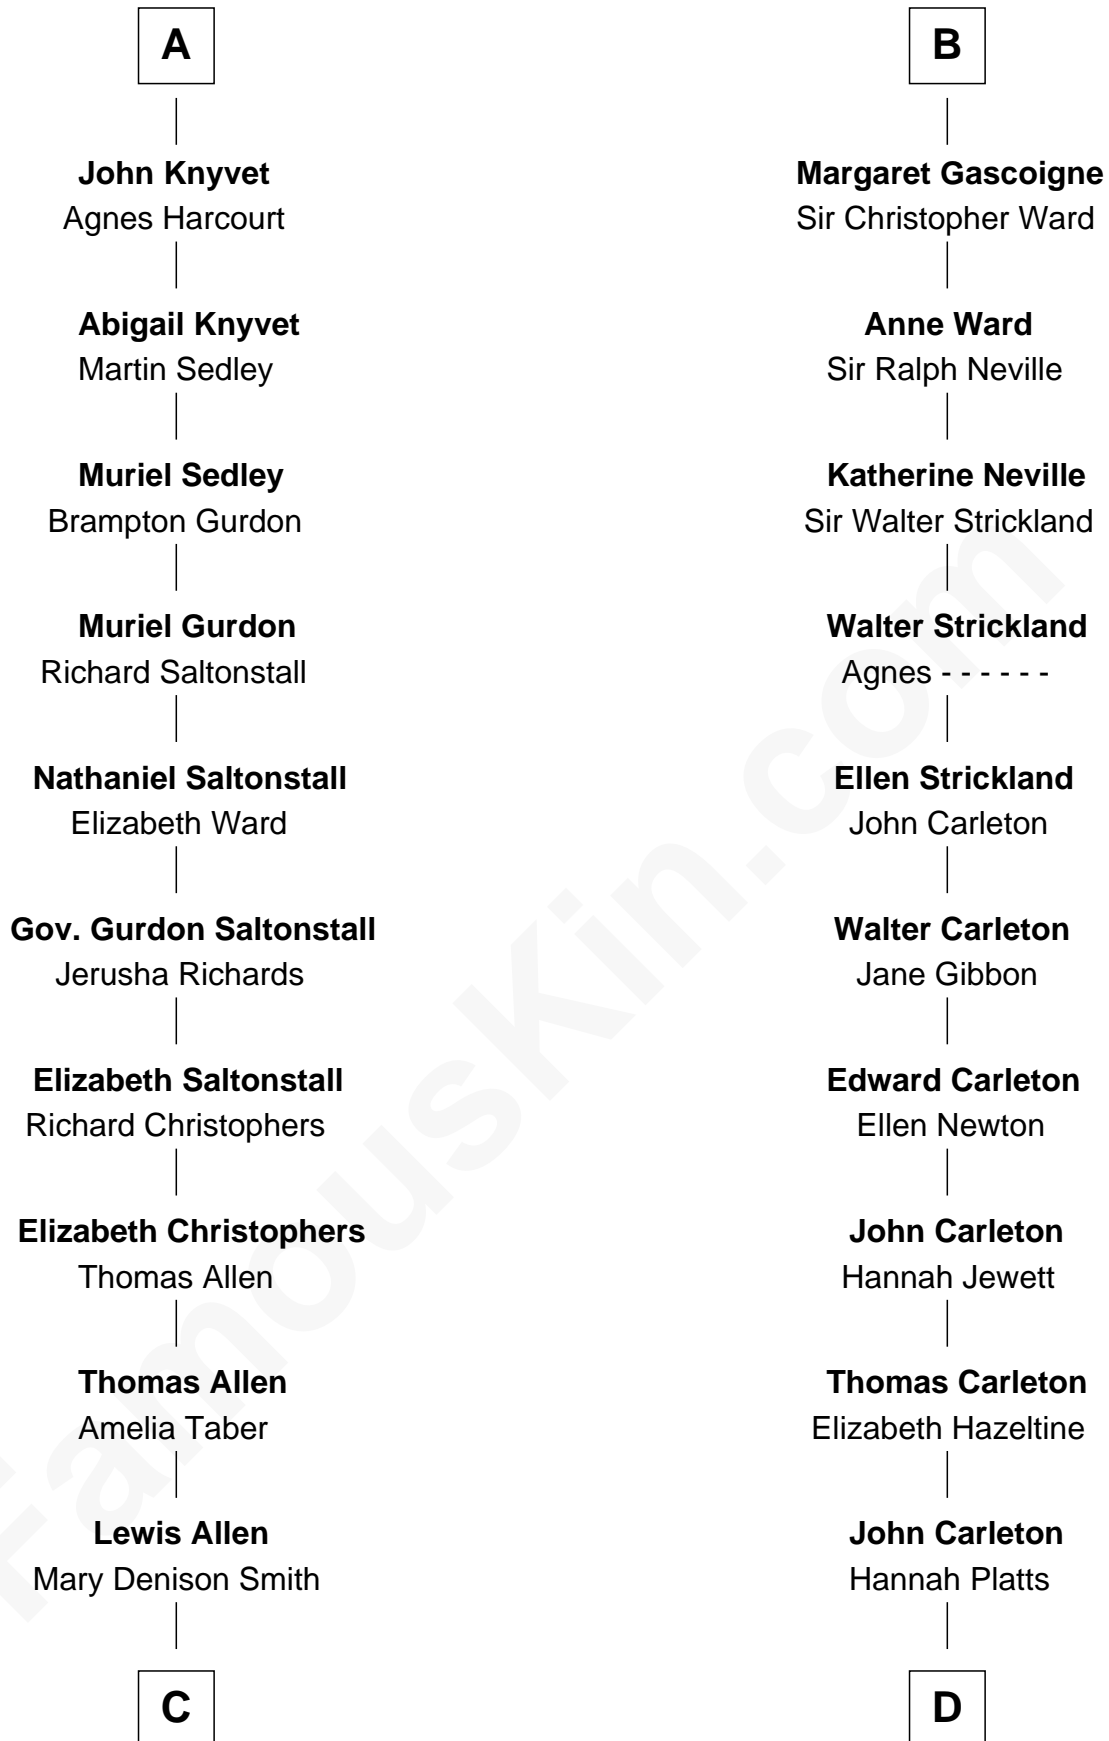 A
John Knyvet
Agnes Harcourt
Abigail Knyvet
Martin Sedley
Muriel Sedley
Brampton Gurdon
Muriel Gurdon
Richard Saltonstall
Nathaniel Saltonstall
Elizabeth Ward
Gov. Gurdon Saltonstall
Jerusha Richards
Elizabeth Saltonstall
Richard Christophers
Elizabeth Christophers
Thomas Allen
Thomas Allen
Amelia Taber
Lewis Allen
Mary Denison Smith
C
B
Margaret Gascoigne
Sir Christopher Ward
Anne Ward
Sir Ralph Neville
Katherine Neville
Sir Walter Strickland
Walter Strickland
Agnes - - - - - -
Ellen Strickland
John Carleton
Walter Carleton
Jane Gibbon
Edward Carleton
Ellen Newton
John Carleton
Hannah Jewett
Thomas Carleton
Elizabeth Hazeltine
John Carleton
Hannah Platts
D
FamousKin.com